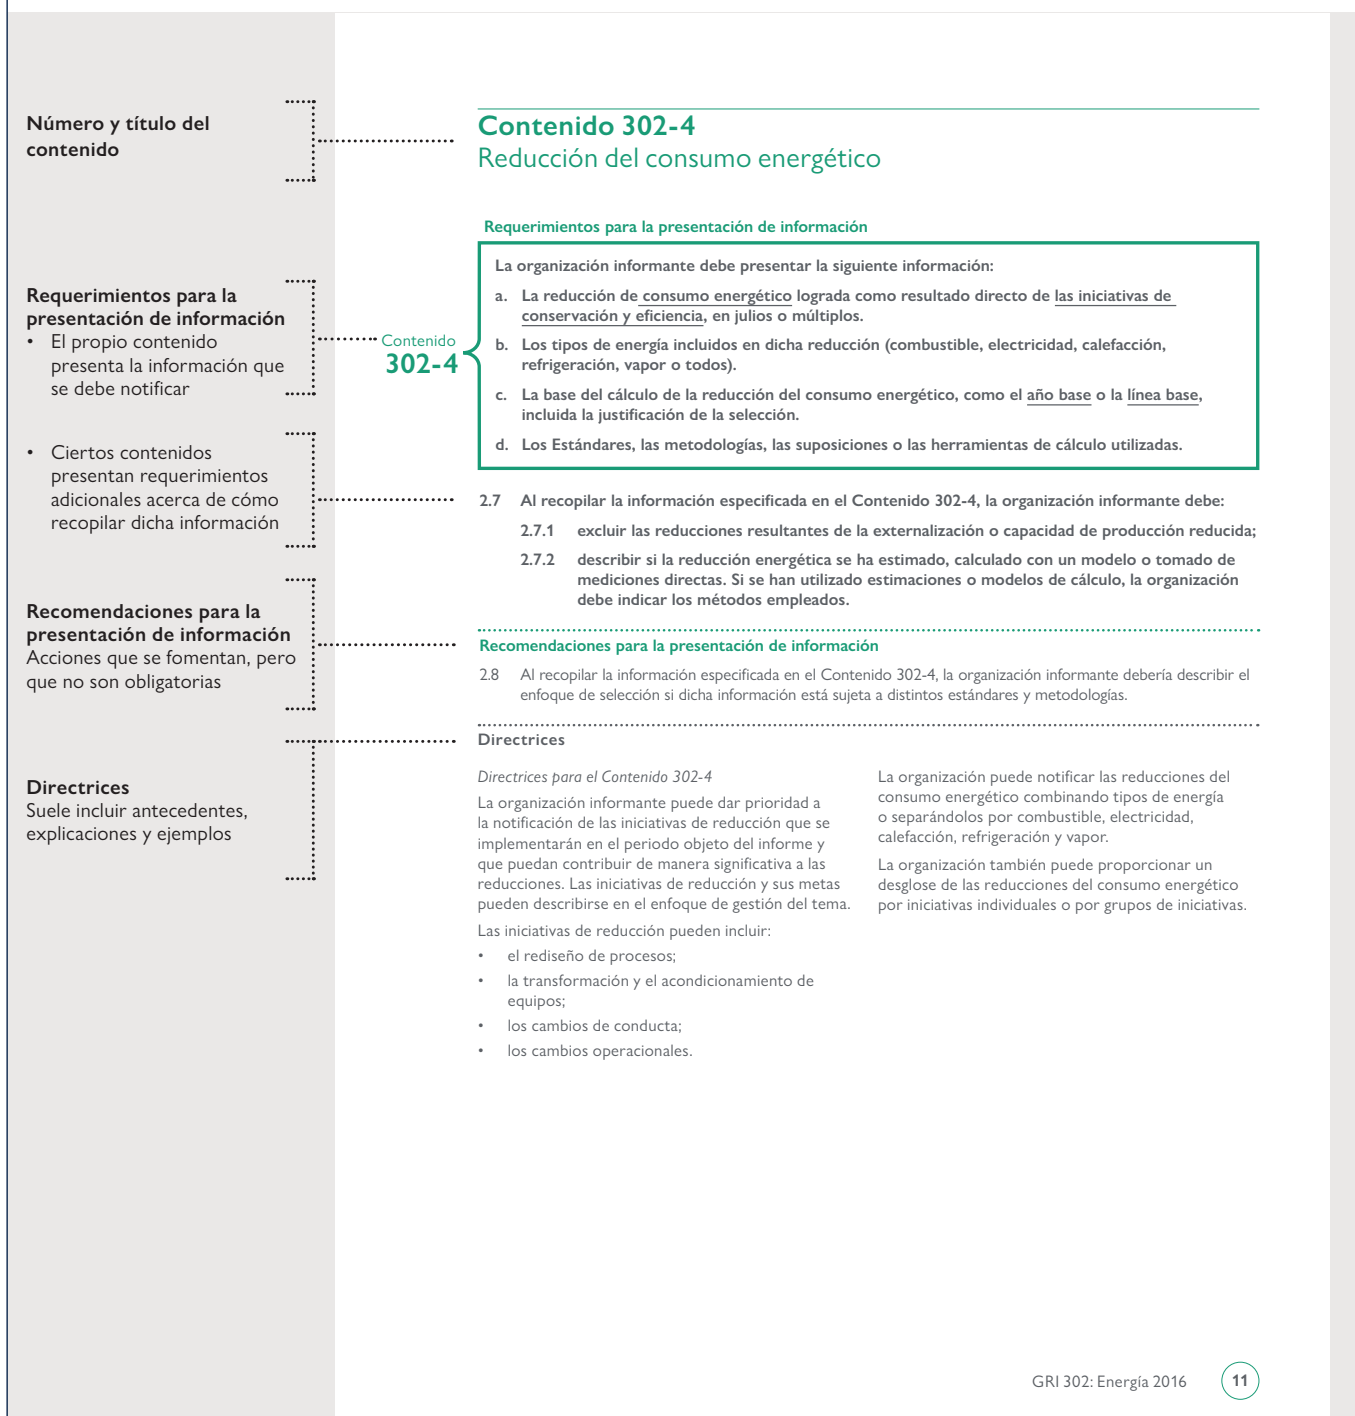 Número y título del
contenido
Requerimientos para la
presentación de información
• El propio contenido
presenta la información que
se debe notificar
• Ciertos contenidos
presentan requerimientos
adicionales acerca de cómo
recopilar dicha información
Recomendaciones para la
presentación de información
Acciones que se fomentan, pero
que no son obligatorias
Directrices
Suele incluir antecedentes,
explicaciones y ejemplos
Contenido 302-4
Reducción del consumo energético
Requerimientos para la presentación de información
Contenido
302-4
La organización informante debe presentar la siguiente información:
a. La reducción de consumo energético lograda como resultado directo de las iniciativas de
conservación y eficiencia, en julios o múltiplos.
b. Los tipos de energía incluidos en dicha reducción (combustible, electricidad, calefacción,
refrigeración, vapor o todos).
c. La base del cálculo de la reducción del consumo energético, como el año base o la línea base,
incluida la justificación de la selección.
d. Los Estándares, las metodologías, las suposiciones o las herramientas de cálculo utilizadas.
2.7 Al recopilar la información especificada en el Contenido 302-4, la organización informante debe:
2.7.1 excluir las reducciones resultantes de la externalización o capacidad de producción reducida;
2.7.2 describir si la reducción energética se ha estimado, calculado con un modelo o tomado de
mediciones directas. Si se han utilizado estimaciones o modelos de cálculo, la organización
debe indicar los métodos empleados.
Recomendaciones para la presentación de información
2.8 Al recopilar la información especificada en el Contenido 302-4, la organización informante debería describir el
enfoque de selección si dicha información está sujeta a distintos estándares y metodologías.
Directrices
Directrices para el Contenido 302-4
La organización informante puede dar prioridad a
la notificación de las iniciativas de reducción que se
implementarán en el periodo objeto del informe y
que puedan contribuir de manera significativa a las
reducciones. Las iniciativas de reducción y sus metas
pueden describirse en el enfoque de gestión del tema.
Las iniciativas de reducción pueden incluir:
• el rediseño de procesos;
• la transformación y el acondicionamiento de
equipos;
• los cambios de conducta;
• los cambios operacionales.
La organización puede notificar las reducciones del
consumo energético combinando tipos de energía
o separándolos por combustible, electricidad,
calefacción, refrigeración y vapor.
La organización también puede proporcionar un
desglose de las reducciones del consumo energético
por iniciativas individuales o por grupos de iniciativas.
GRI 302: Energía 2016
11